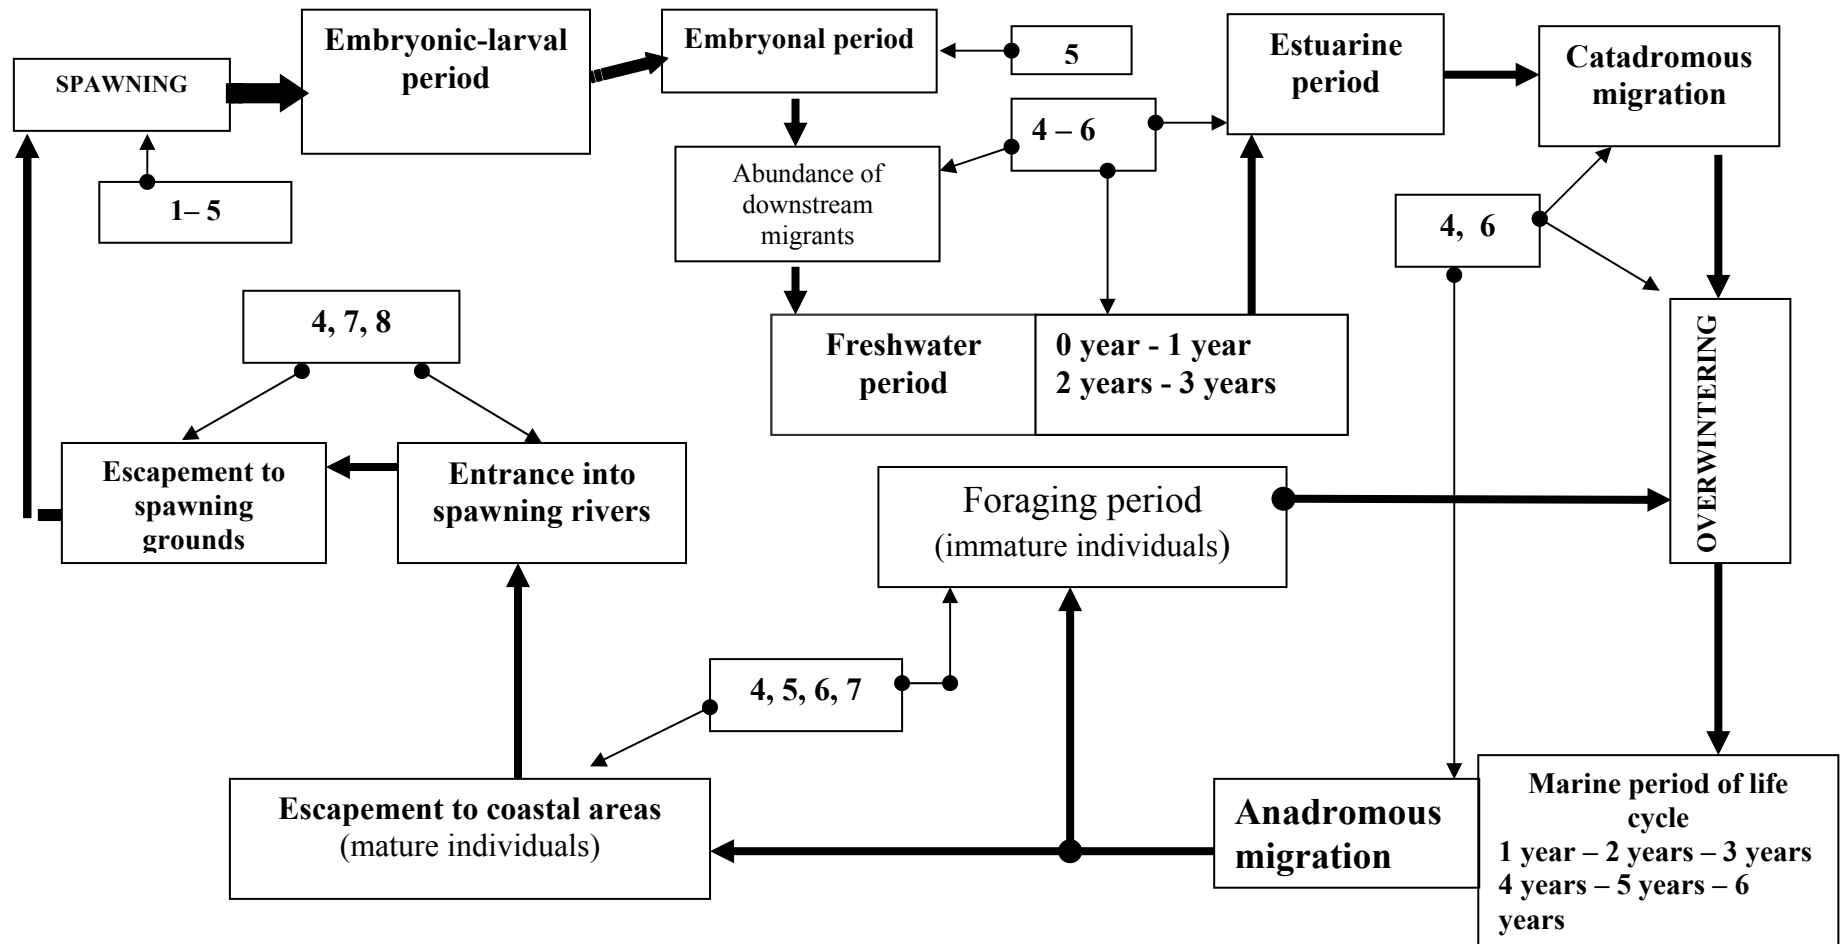 SPAWNING
Embryonic-larval
period
Embryonal period
5
Estuarine
period
Catadromous
migration
1– 5
Abundance of
downstream
migrants
4 – 6
4, 6
4, 7, 8
Freshwater
period
0 year - 1 year
2 years - 3 years
OVERWINTERING
Escapement to
spawning
grounds
Entrance into
spawning rivers
Foraging period
(immature individuals)
4, 5, 6, 7
Escapement to coastal areas
(mature individuals)
Anadromous
migration
Marine period of life
cycle
1 year – 2 years – 3 years
4 years – 5 years – 6
years